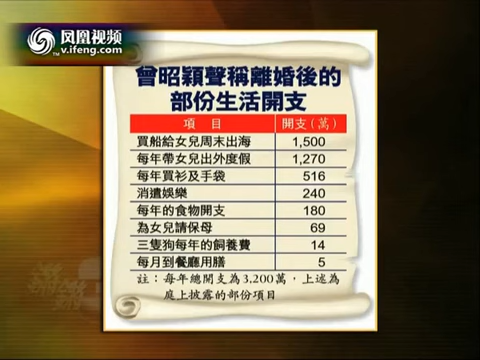 凤凰视频
v.ifeng.com
曾昭穎聲稱離婚後的
部份生活開支
項 目 開支(萬)
買船給女兒周末出海 1,500
每年帶女兒出外度假 1,270
每年買衫及手袋 516
消遣娛樂 240
每年的食物開支 180
為女兒請保母 69
三隻狗每年的飼養費 14
每月到餐廳用膳 5
註：每年總開支為3,200萬，上述為
庭上披露的部份項目